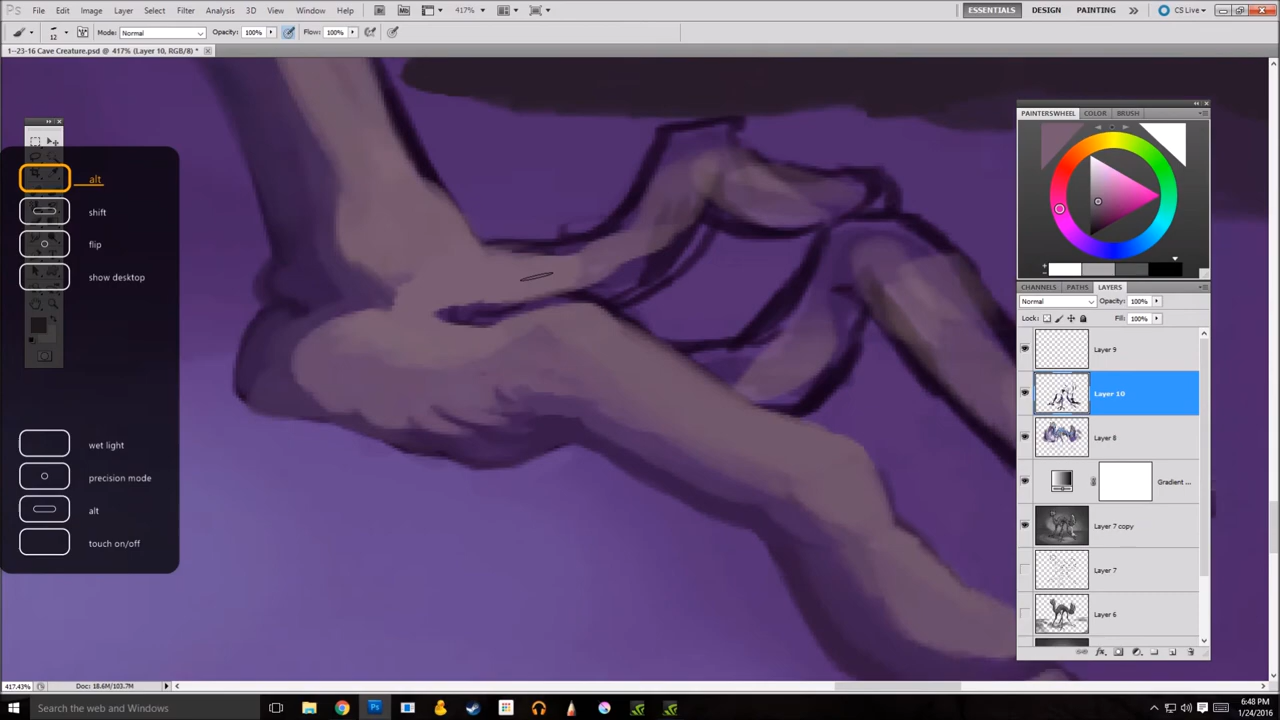 PS File Edit Image Layer Select Filter Analysis 3D View Window Help Br Mb 417% ESSENTIALS DESIGN PAINTING CS Live
12 Mode: Normal Opacity: 100% Flow: 100%
1--23-16 Cave Creature.psd @ 417% (Layer 10, RGB/8) *
PAINTERSWHEEL COLOR BRUSH
alt
shift
flip
show desktop
wet light
precision mode
alt
touch on/off
CHANNELS PATHS LAYERS
Normal Opacity: 100%
Lock: Fill: 100%
Layer 9
Layer 10
Layer 8
Gradient ...
Layer 7 copy
Layer 7
Layer 6
417.43% Doc: 18.6M/103.7M
Search the web and Windows 6:48 PM
1/24/2016